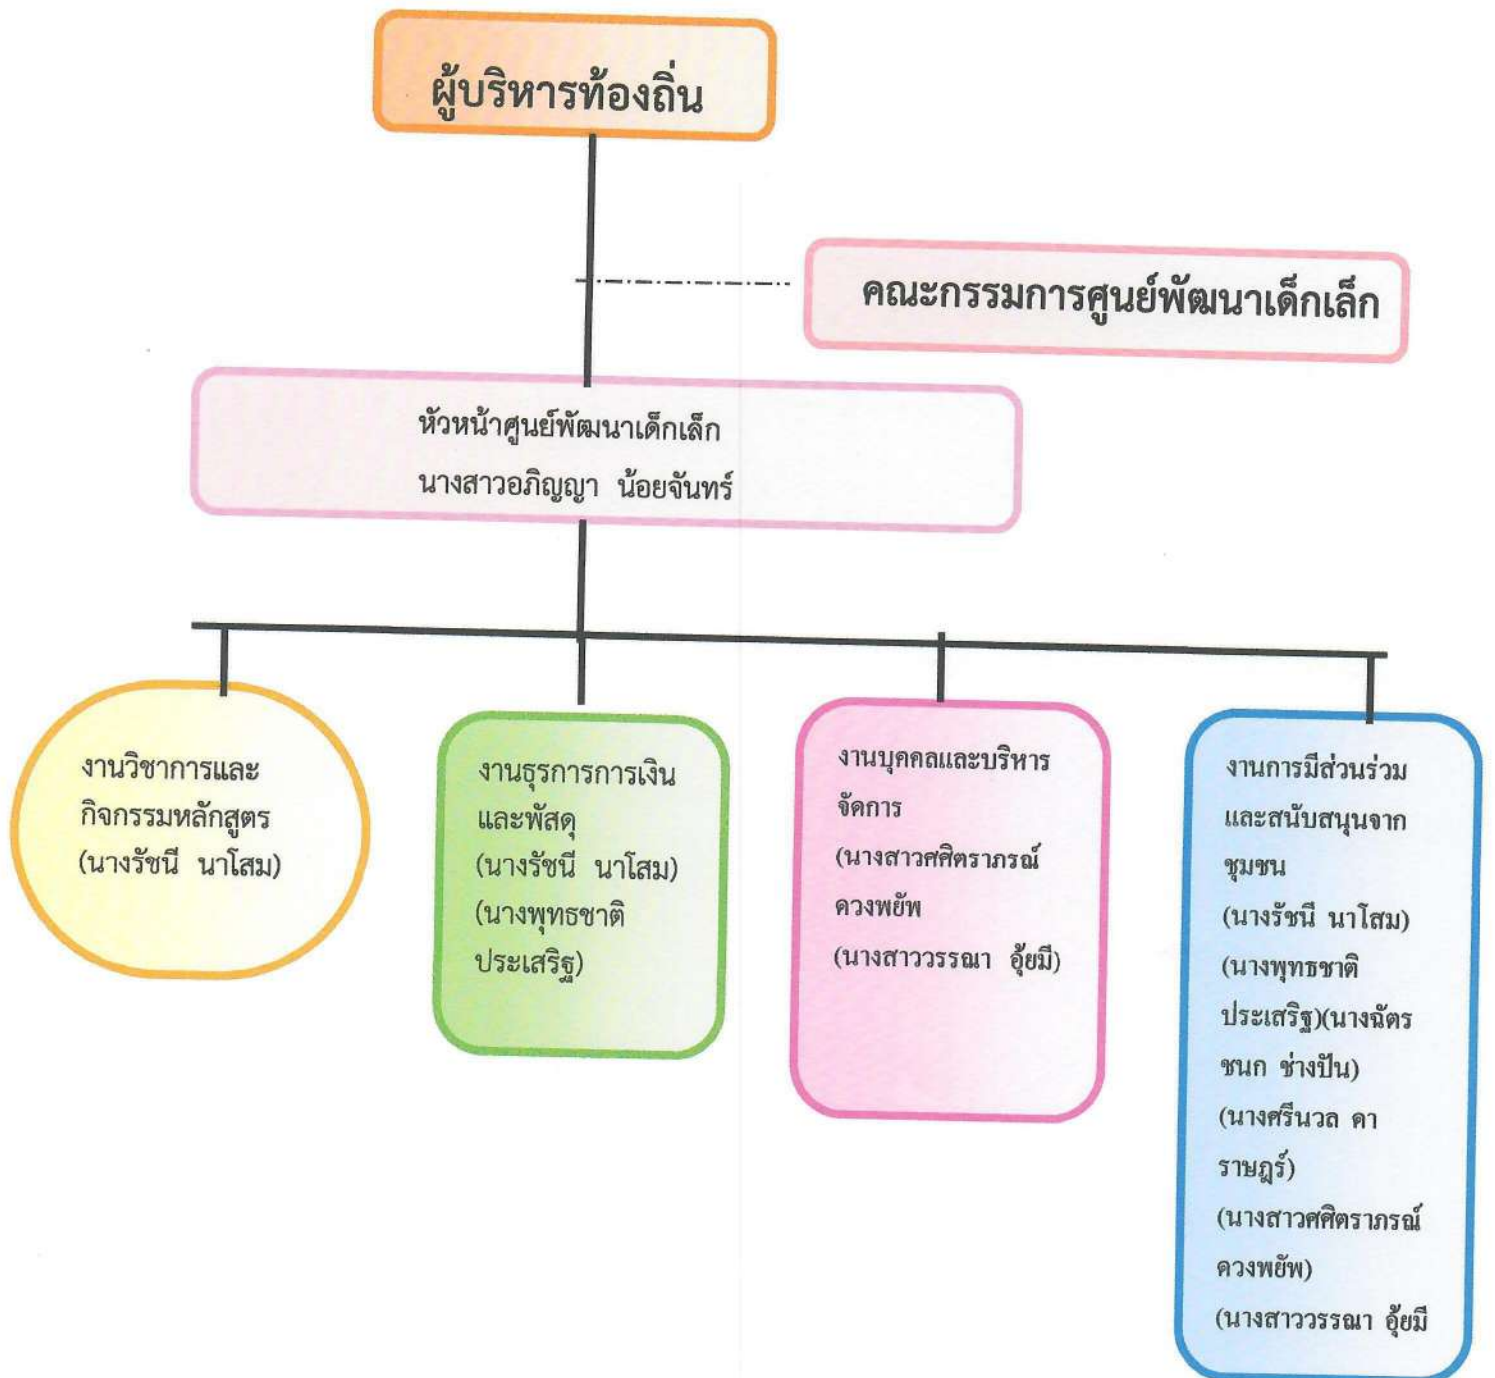 ผู้บริหารท้องถิ่น
คณะกรรมการศูนย์พัฒนาเด็กเล็ก
หัวหน้าศูนย์พัฒนาเด็กเล็ก
นางสาวอภิญญา น้อยจันทร์
งานวิชาการและ
กิจกรรมหลักสูตร
(นางรัชนี นาโสม)
งานธุรการการเงิน
และพัสดุ
(นางรัชนี นาโสม)
(นางพุทธชาติ
ประเสริฐ)
งานบุคคลและบริหาร
จัดการ
(นางสาวศศิตราภรณ์
ควงพยัพ
(นางสาววรรณา อุ้ยมี)
งานการมีส่วนร่วม
และสนับสนุนจาก
ชุมชน
(นางรัชนี นาโสม)
(นางพุทธชาติ
ประเสริฐ)(นางฉัตร
ชนก ช่างปัน)
(นางศรีนวล คา
ราษฎร์)
(นางสาวศศิตราภรณ์
ควงพยัพ)
(นางสาววรรณา อุ้ยมี